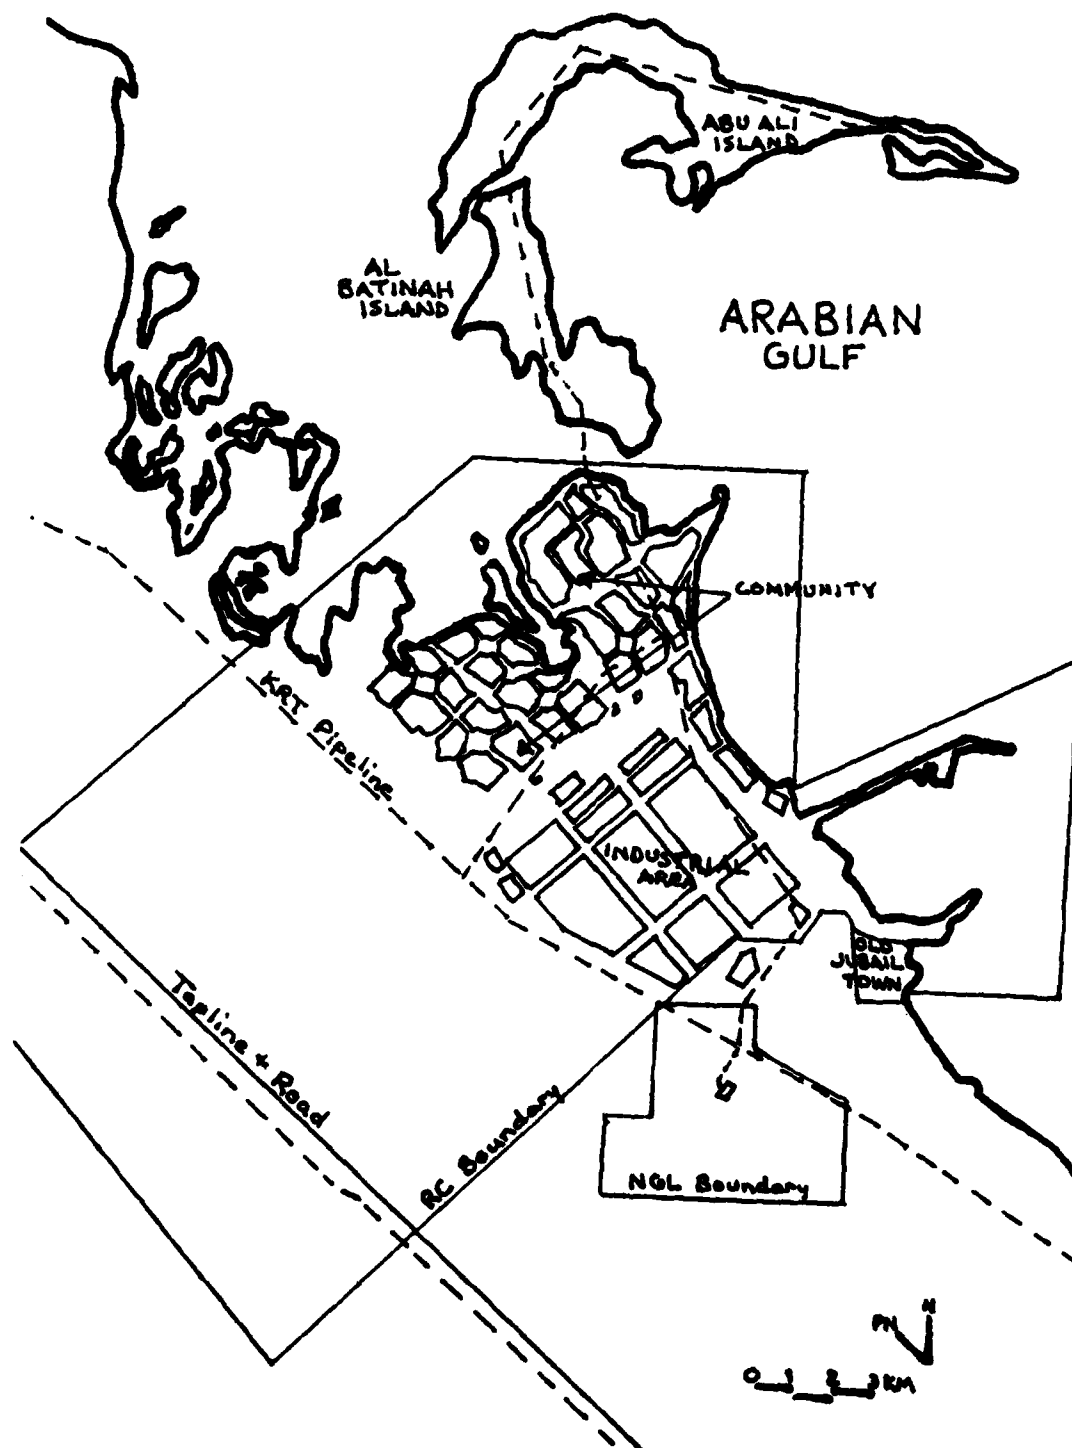 ABU ALI
ISLAND
AL
BATINAH
ISLAND
ARABIAN
GULF
COMMUNITY
KRT Pipeline
INDUSTRIAL
AREA
OLD
JUBAIL
TOWN
Tapline & Road
RC Boundary
NGL Boundary
N
PN
0 1 2 3 KM